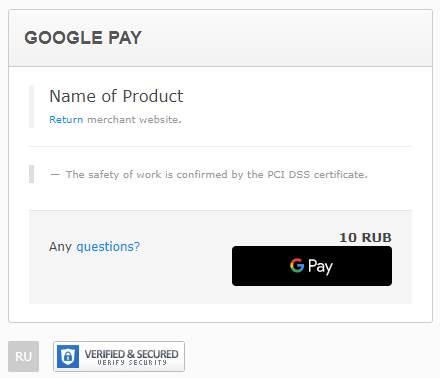 GOOGLE PAY
Name of Product
Return merchant website.
— The safety of work is confirmed by the PCI DSS certificate.
10 RUB
Any questions?
G Pay
RU
VERIFIED & SECURED
VERIFY SECURITY